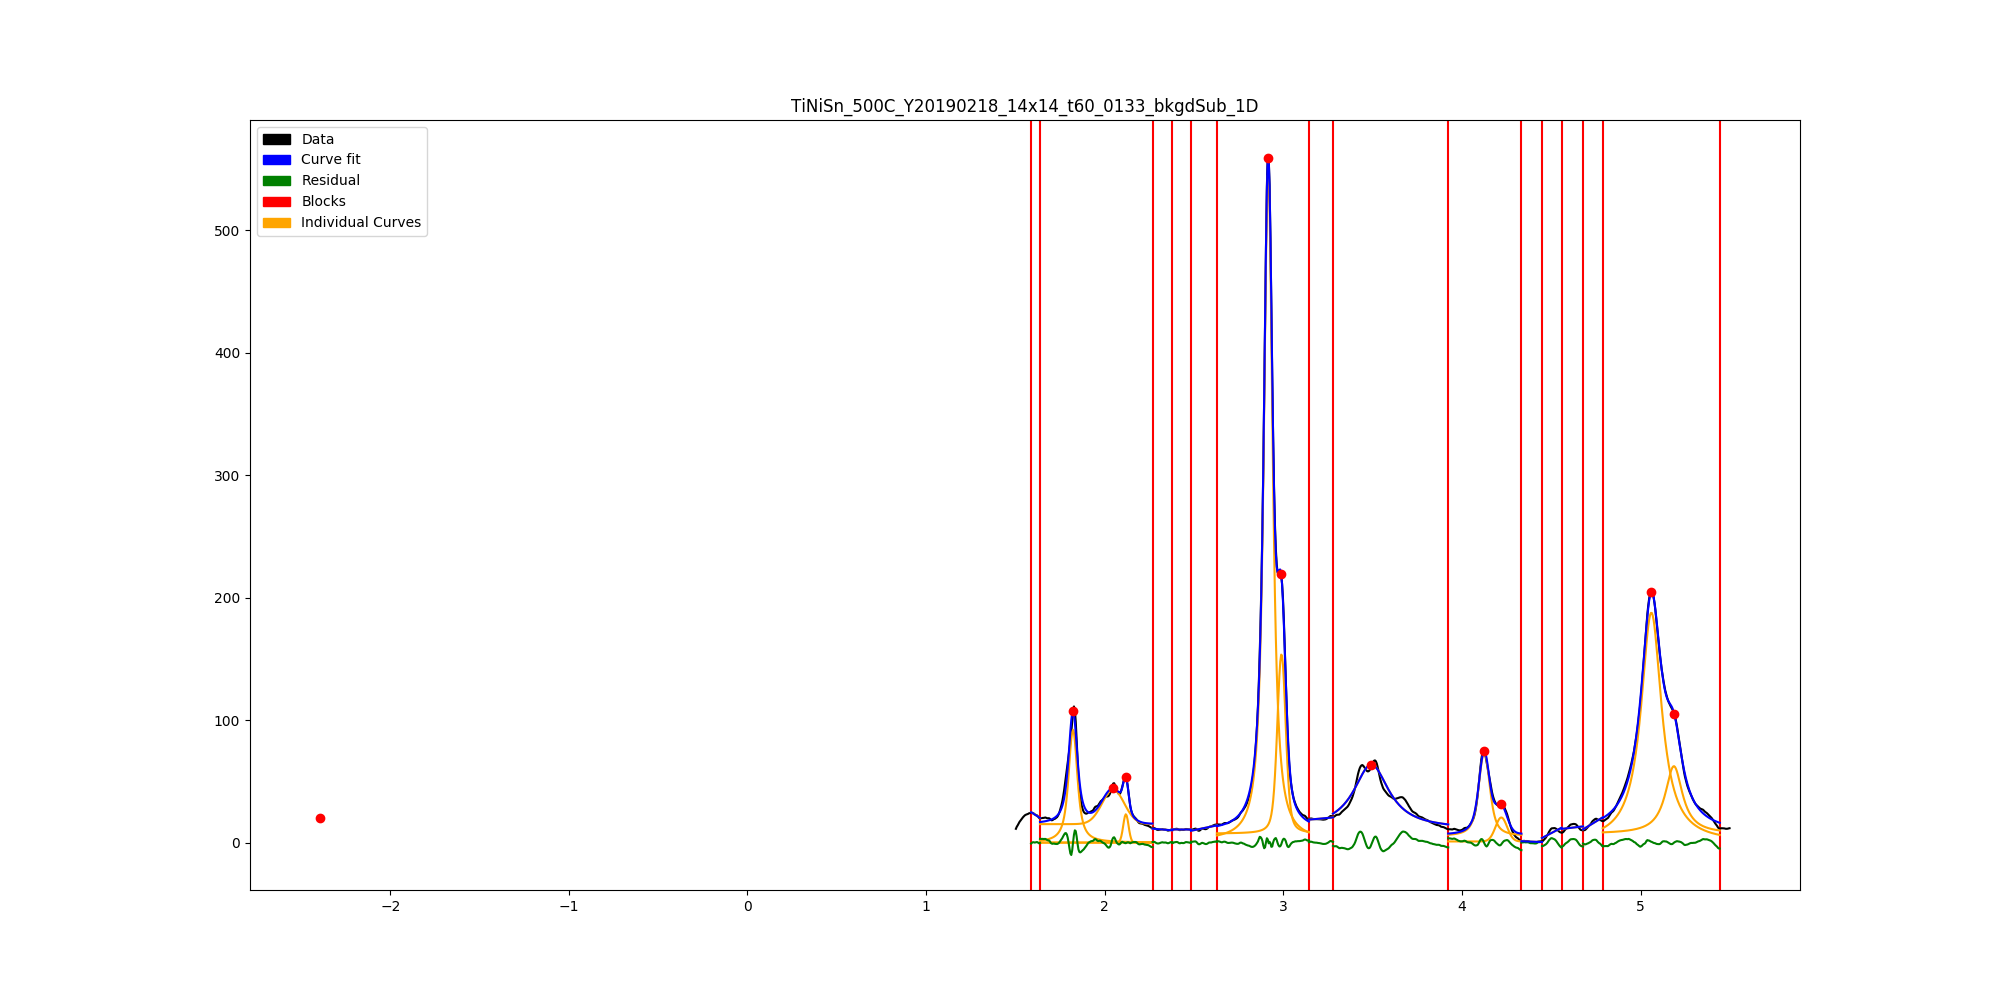 TiNiSn_500C_Y20190218_14x14_t60_0133_bkgdSub_1D
Data
Curve fit
Residual
Blocks
Individual Curves
500
400
300
200
100
0
−2
−1
0
1
2
3
4
5